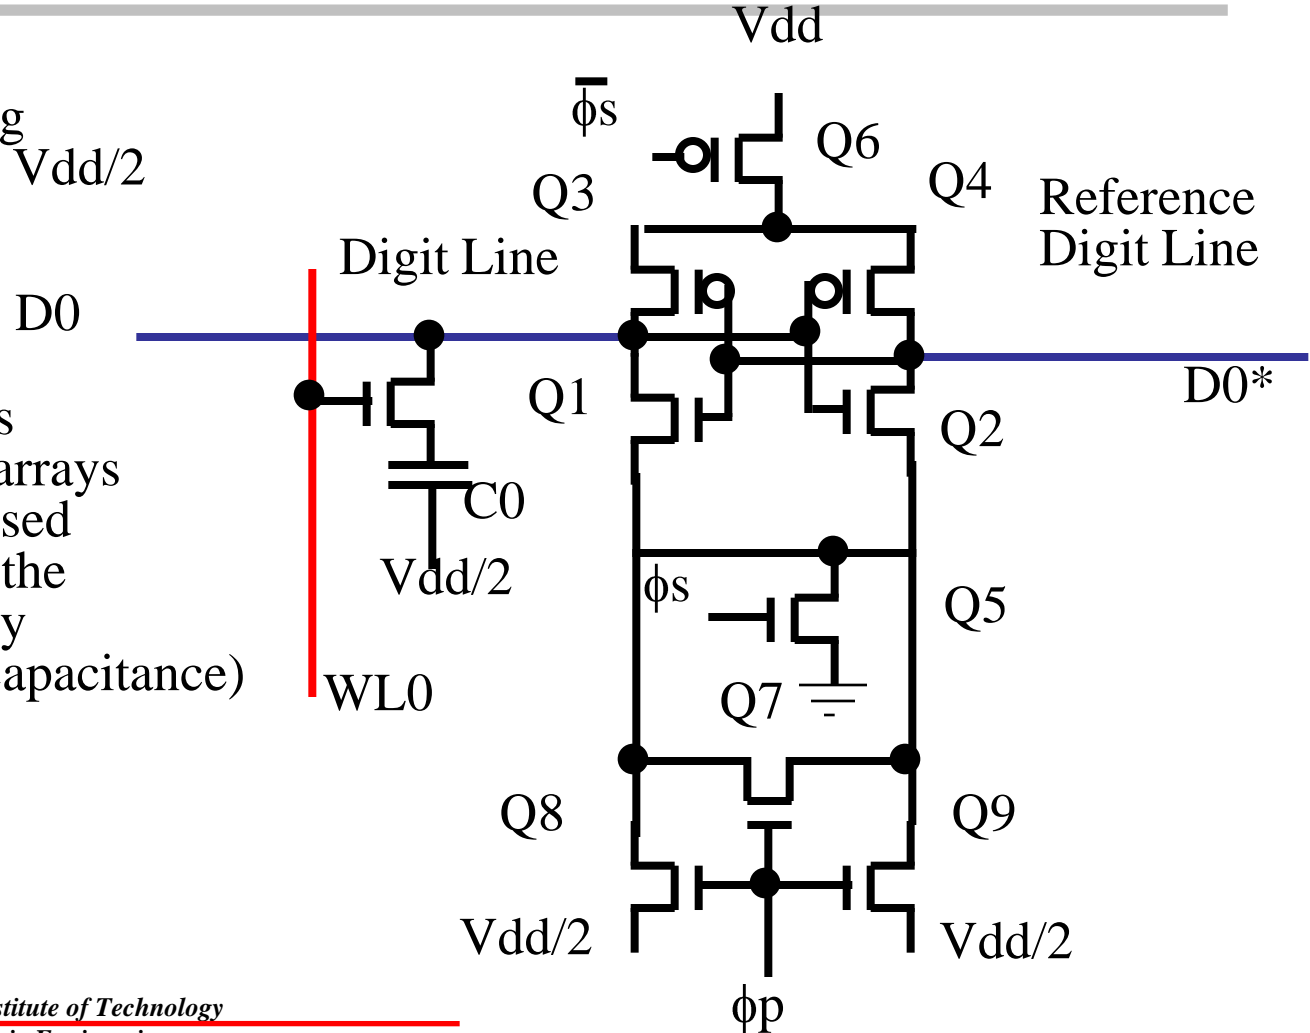 Vdd
ϕs
g
Vdd/2
Q6
Q3
Q4
Reference
Digit Line
Digit Line
D0
D0*
Q1
Q2
s
arrays
sed
the
y
apacitance)
C0
Vdd/2
ϕs
Q5
WL0
Q7
Q8
Q9
Vdd/2
Vdd/2
ϕp
stitute of Technology